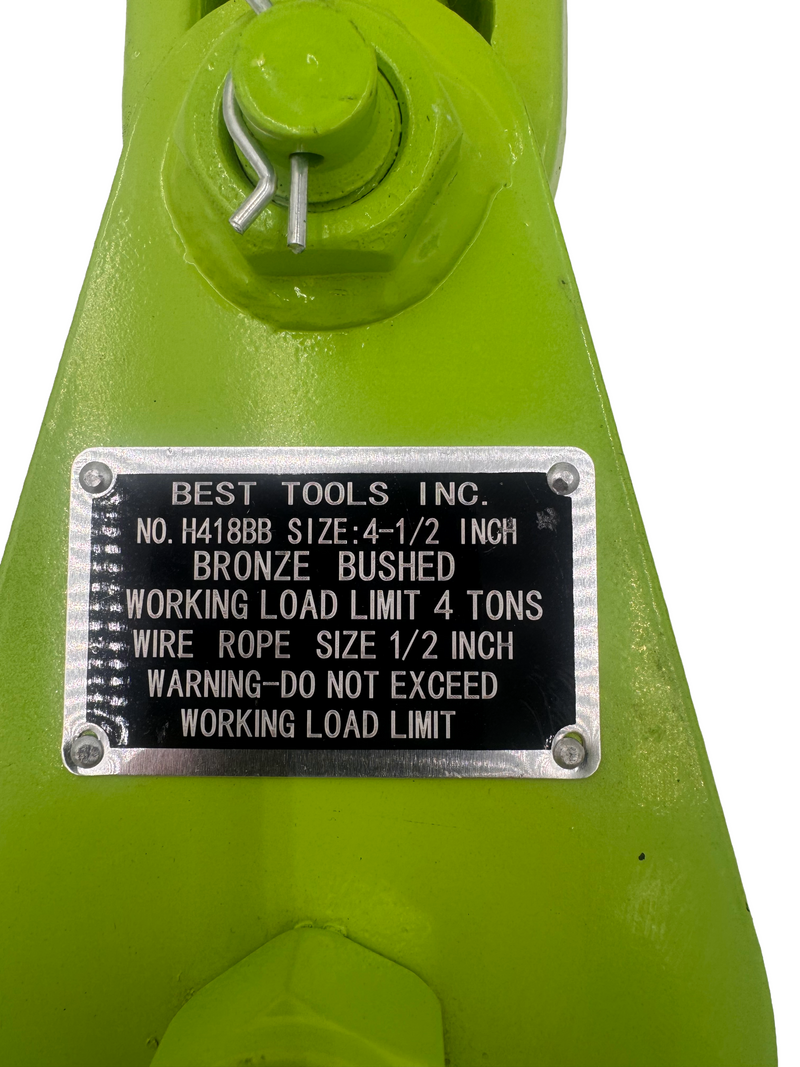 BEST TOOLS INC.
NO. H418BB SIZE:4-1/2 INCH
BRONZE BUSHED
WORKING LOAD LIMIT 4 TONS
WIRE ROPE SIZE 1/2 INCH
WARNING-DO NOT EXCEED
WORKING LOAD LIMIT